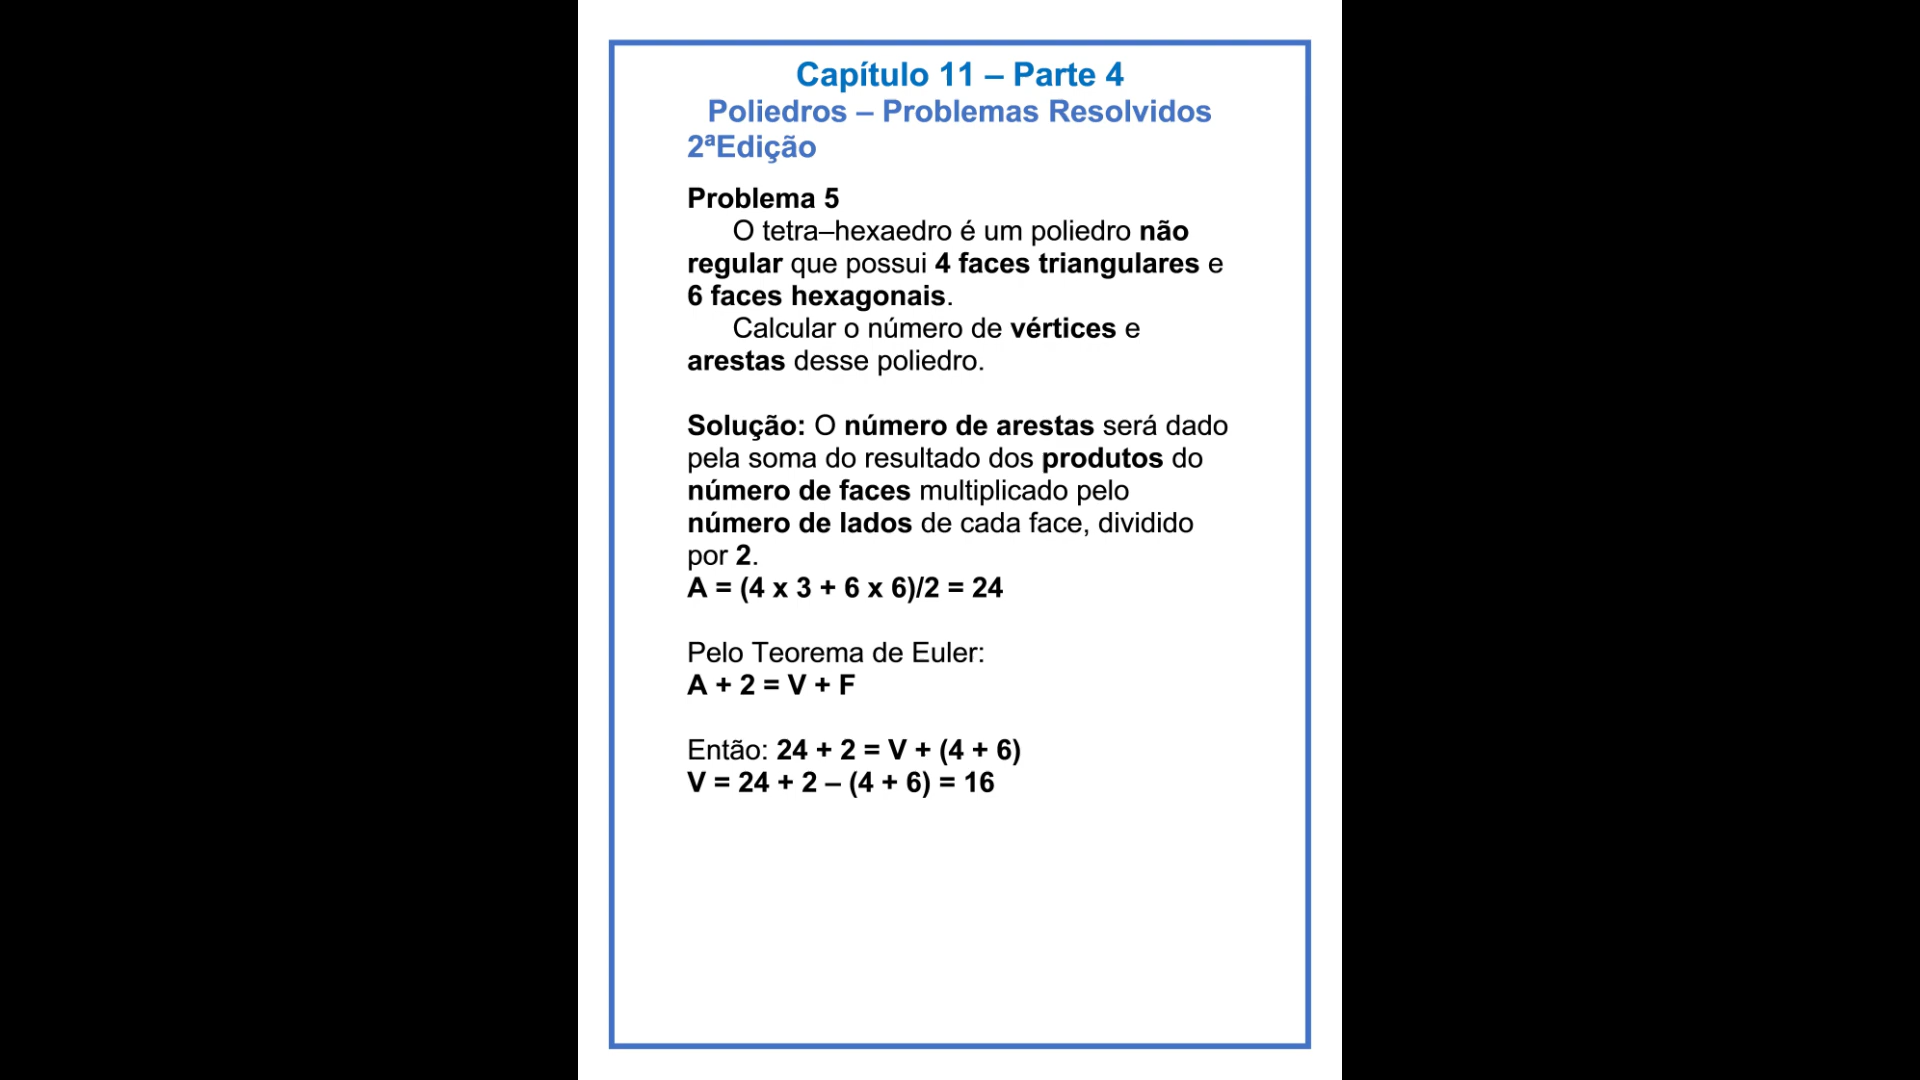 Capítulo 11 – Parte 4
Poliedros – Problemas Resolvidos
2ªEdição
Problema 5
O tetra–hexaedro é um poliedro não
regular que possui 4 faces triangulares e
6 faces hexagonais.
Calcular o número de vértices e
arestas desse poliedro.
Solução: O número de arestas será dado
pela soma do resultado dos produtos do
número de faces multiplicado pelo
número de lados de cada face, dividido
por 2.
A = (4 x 3 + 6 x 6)/2 = 24
Pelo Teorema de Euler:
A + 2 = V + F
Então: 24 + 2 = V + (4 + 6)
V = 24 + 2 – (4 + 6) = 16